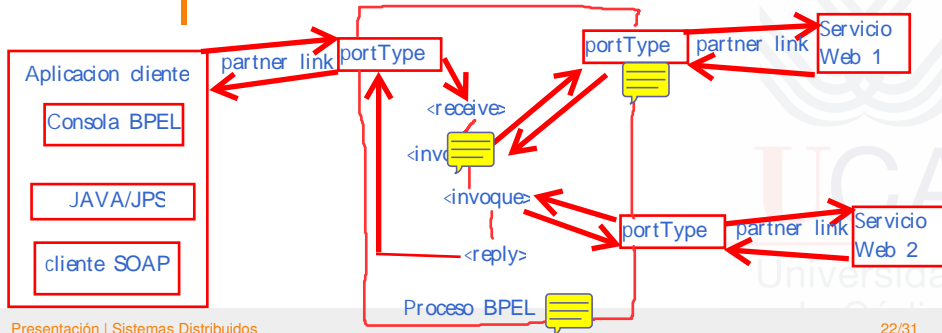 Aplicacion cliente
Consola BPEL
JAVA/JPS
cliente SOAP
partner link
portType
<receive>
<invoque>
<reply>
Proceso BPEL
portType
partner link
Servicio
Web 1
portType
partner link
Servicio
Web 2
UCA
Presentación | Sistemas Distribuidos
22/31